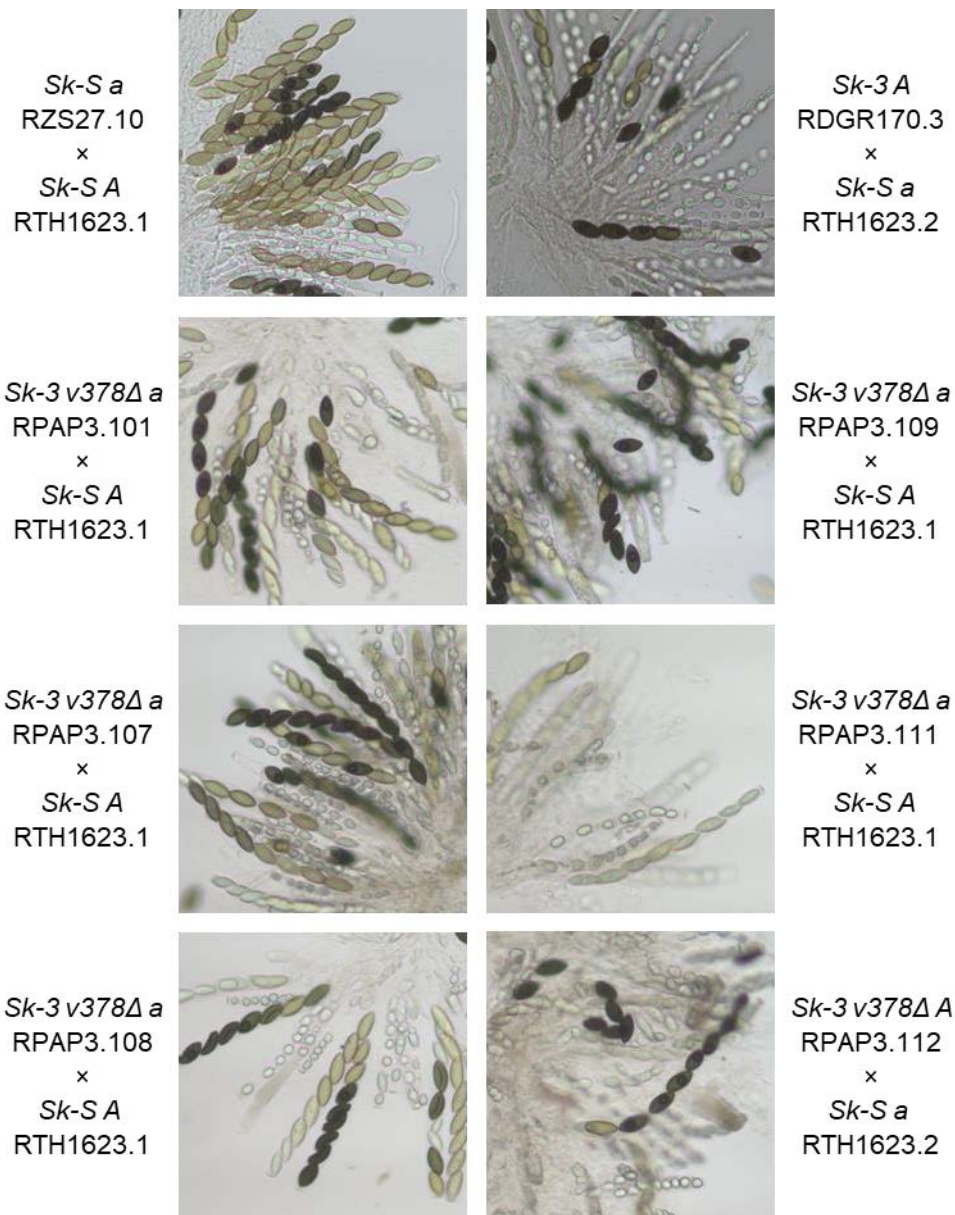 Sk-S a
RZS27.10
×
Sk-S A
RTH1623.1
Sk-3 A
RDGR170.3
×
Sk-S a
RTH1623.2
Sk-3 v378Δ a
RPAP3.101
×
Sk-S A
RTH1623.1
Sk-3 v378Δ a
RPAP3.109
×
Sk-S A
RTH1623.1
Sk-3 v378Δ a
RPAP3.107
×
Sk-S A
RTH1623.1
Sk-3 v378Δ a
RPAP3.111
×
Sk-S A
RTH1623.1
Sk-3 v378Δ a
RPAP3.108
×
Sk-S A
RTH1623.1
Sk-3 v378Δ A
RPAP3.112
×
Sk-S a
RTH1623.2